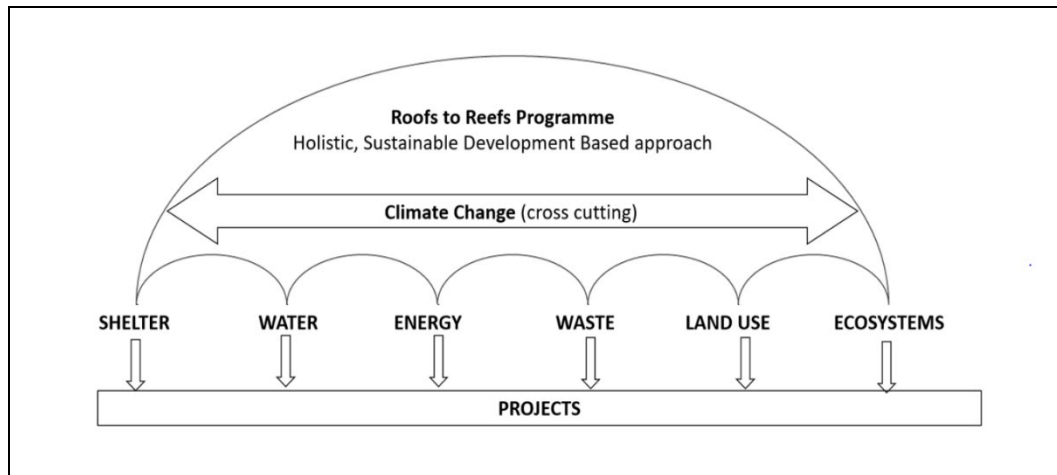 Roofs to Reefs Programme
Holistic, Sustainable Development Based approach
Climate Change (cross cutting)
SHELTER WATER ENERGY WASTE LAND USE ECOSYSTEMS
PROJECTS